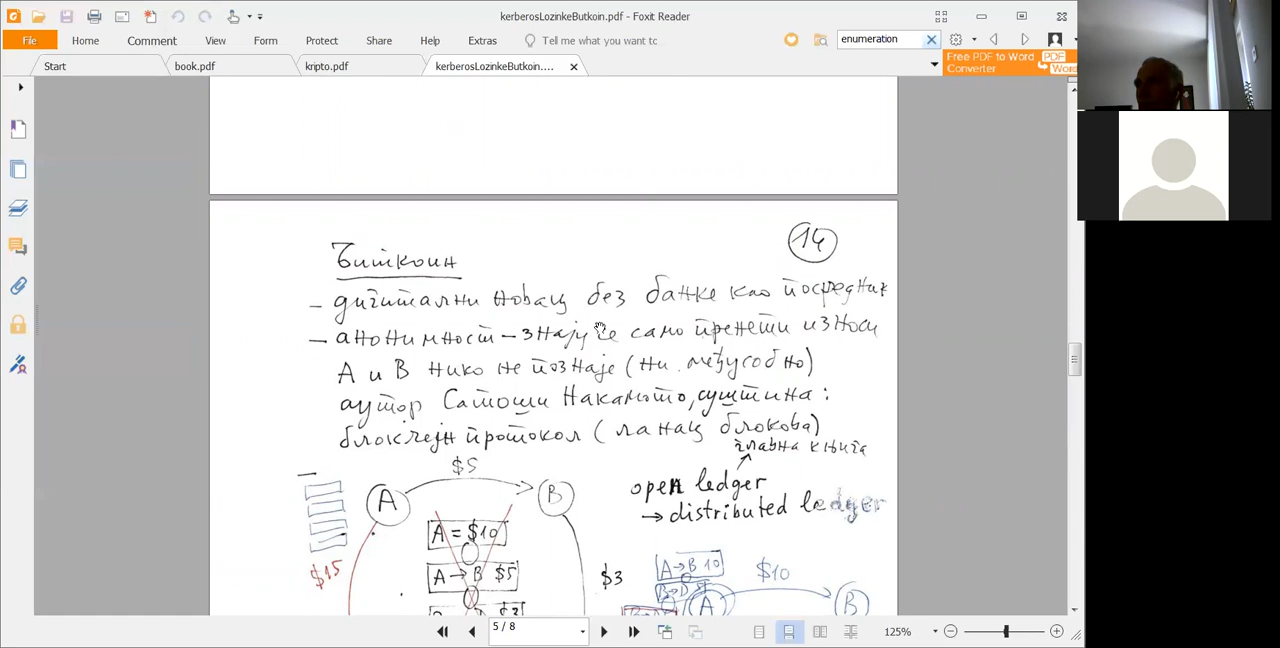 kerberosLozinkeButkoin.pdf - Foxit Reader
File Home Comment View Form Protect Share Help Extras Tell me what you want tc
enumeration
Start book.pdf kripto.pdf kerberosLozinkeButkoin....
Free PDF to Word
Converter
PDF
Word
Биткоин
14
- дигитални новац без банке као посредник
- анонимност - знају се само пренети износи
А и В нико не познаје (ни међусобно)
аутор Сатоши Накамото, суштина:
блокчејн протокол (ланац блокова)
главна књига
$5
open ledger
→ distributed ledger
A
B
A = $10
A → B $5
$3
$15
A → B 10
$10
A
B
5 / 8
125%